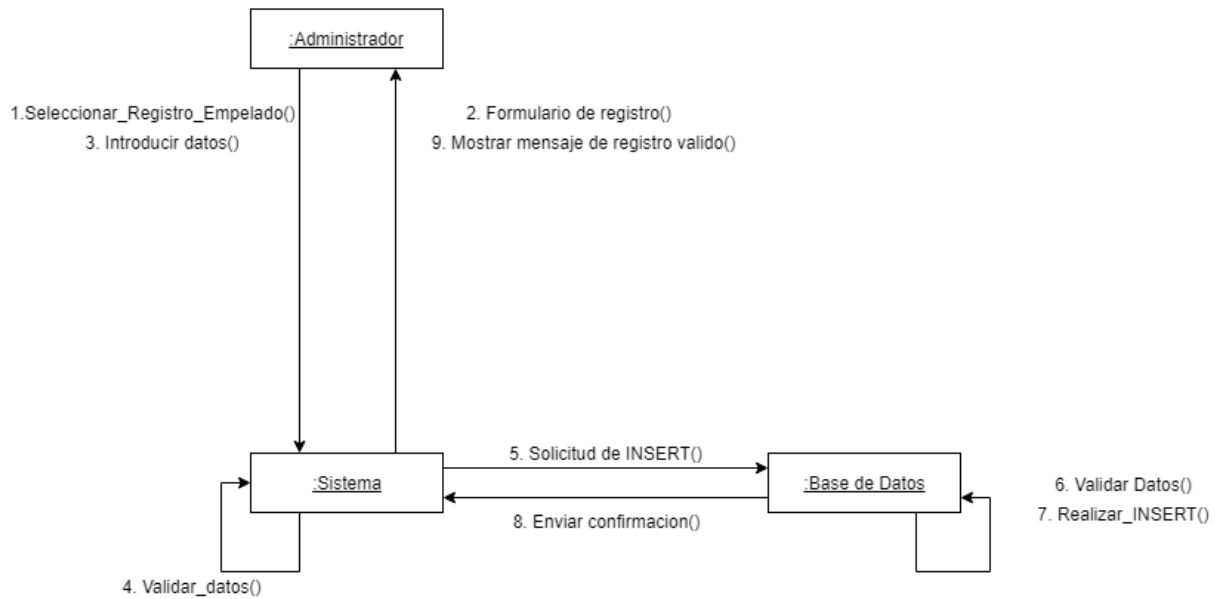 :Administrador
1.Seleccionar_Registro_Empelado()
3. Introducir datos()
2. Formulario de registro()
9. Mostrar mensaje de registro valido()
5. Solicitud de INSERT()
:Sistema
:Base de Datos
6. Validar Datos()
7. Realizar_INSERT()
8. Enviar confirmacion()
4. Validar_datos()